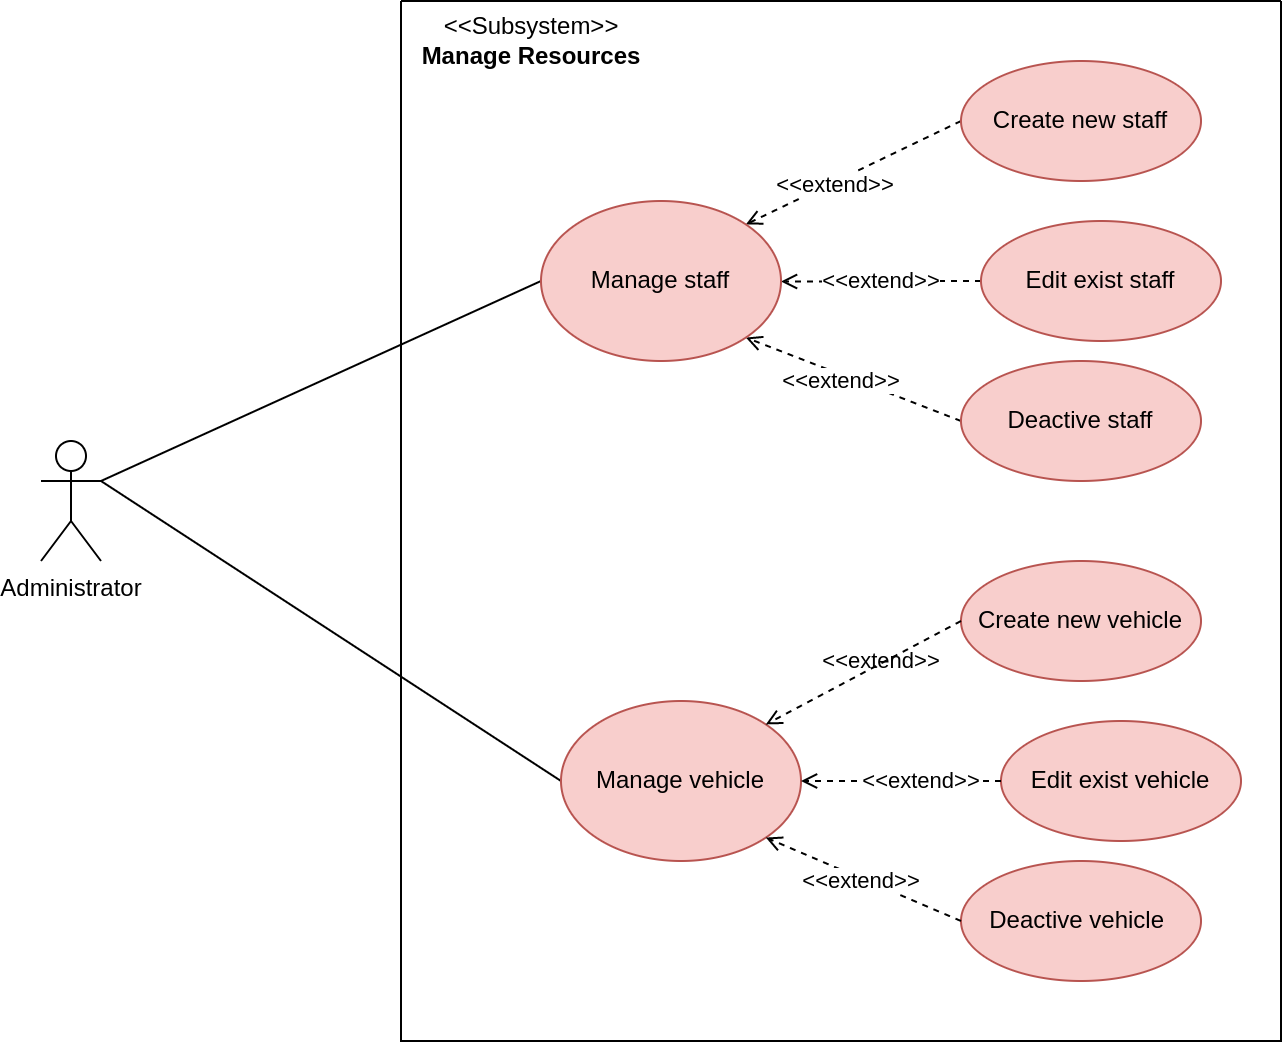 <<Subsystem>>
Manage Resources
Create new staff
<<extend>>
Manage staff
<<extend>>
Edit exist staff
<<extend>>
Deactive staff
Administrator
Create new vehicle
<<extend>>
Manage vehicle
<<extend>>
Edit exist vehicle
<<extend>>
Deactive vehicle